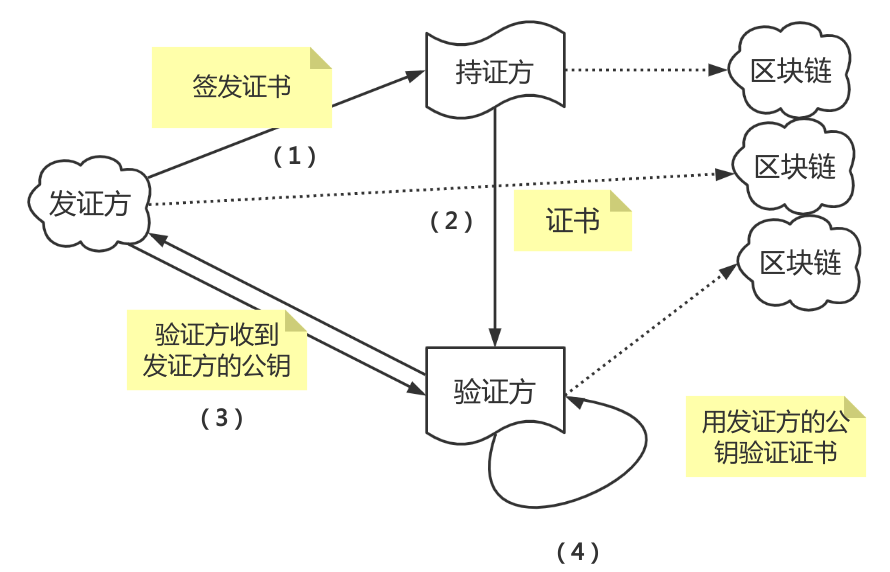 签发证书
持证方
区块链
(1)
发证方
区块链
(2)
证书
区块链
验证方收到
发证方的公钥
(3)
验证方
用发证方的公
钥验证证书
(4)